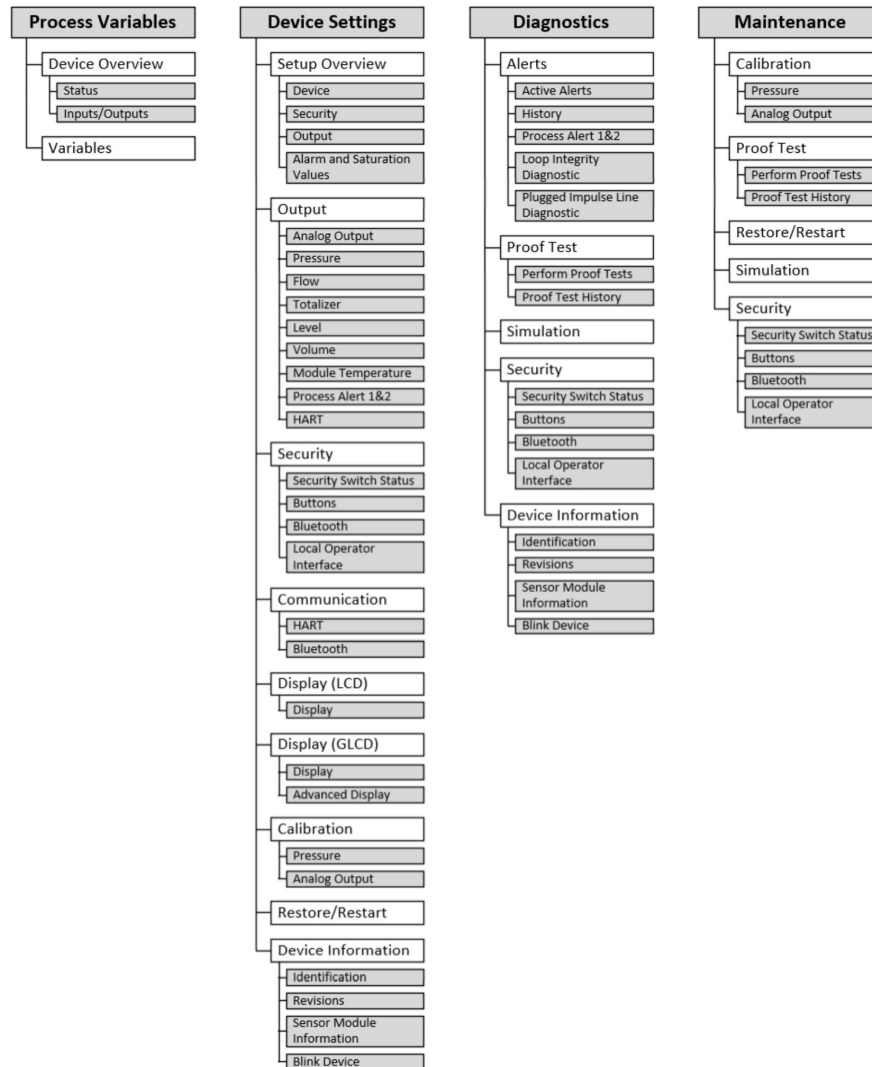 Process Variables
Device Overview
Status
Inputs/Outputs
Variables
Device Settings
Setup Overview
Device
Security
Output
Alarm and Saturation
Values
Output
Analog Output
Pressure
Flow
Totalizer
Level
Volume
Module Temperature
Process Alert 1&2
HART
Security
Security Switch Status
Buttons
Bluetooth
Local Operator
Interface
Communication
HART
Bluetooth
Display (LCD)
Display
Display (GLCD)
Display
Advanced Display
Calibration
Pressure
Analog Output
Restore/Restart
Device Information
Identification
Revisions
Sensor Module
Information
Blink Device
Diagnostics
Alerts
Active Alerts
History
Process Alert 1&2
Loop Integrity
Diagnostic
Plugged Impulse Line
Diagnostic
Proof Test
Perform Proof Tests
Proof Test History
Simulation
Security
Security Switch Status
Buttons
Bluetooth
Local Operator
Interface
Device Information
Identification
Revisions
Sensor Module
Information
Blink Device
Maintenance
Calibration
Pressure
Analog Output
Proof Test
Perform Proof Tests
Proof Test History
Restore/Restart
Simulation
Security
Security Switch Status
Buttons
Bluetooth
Local Operator
Interface